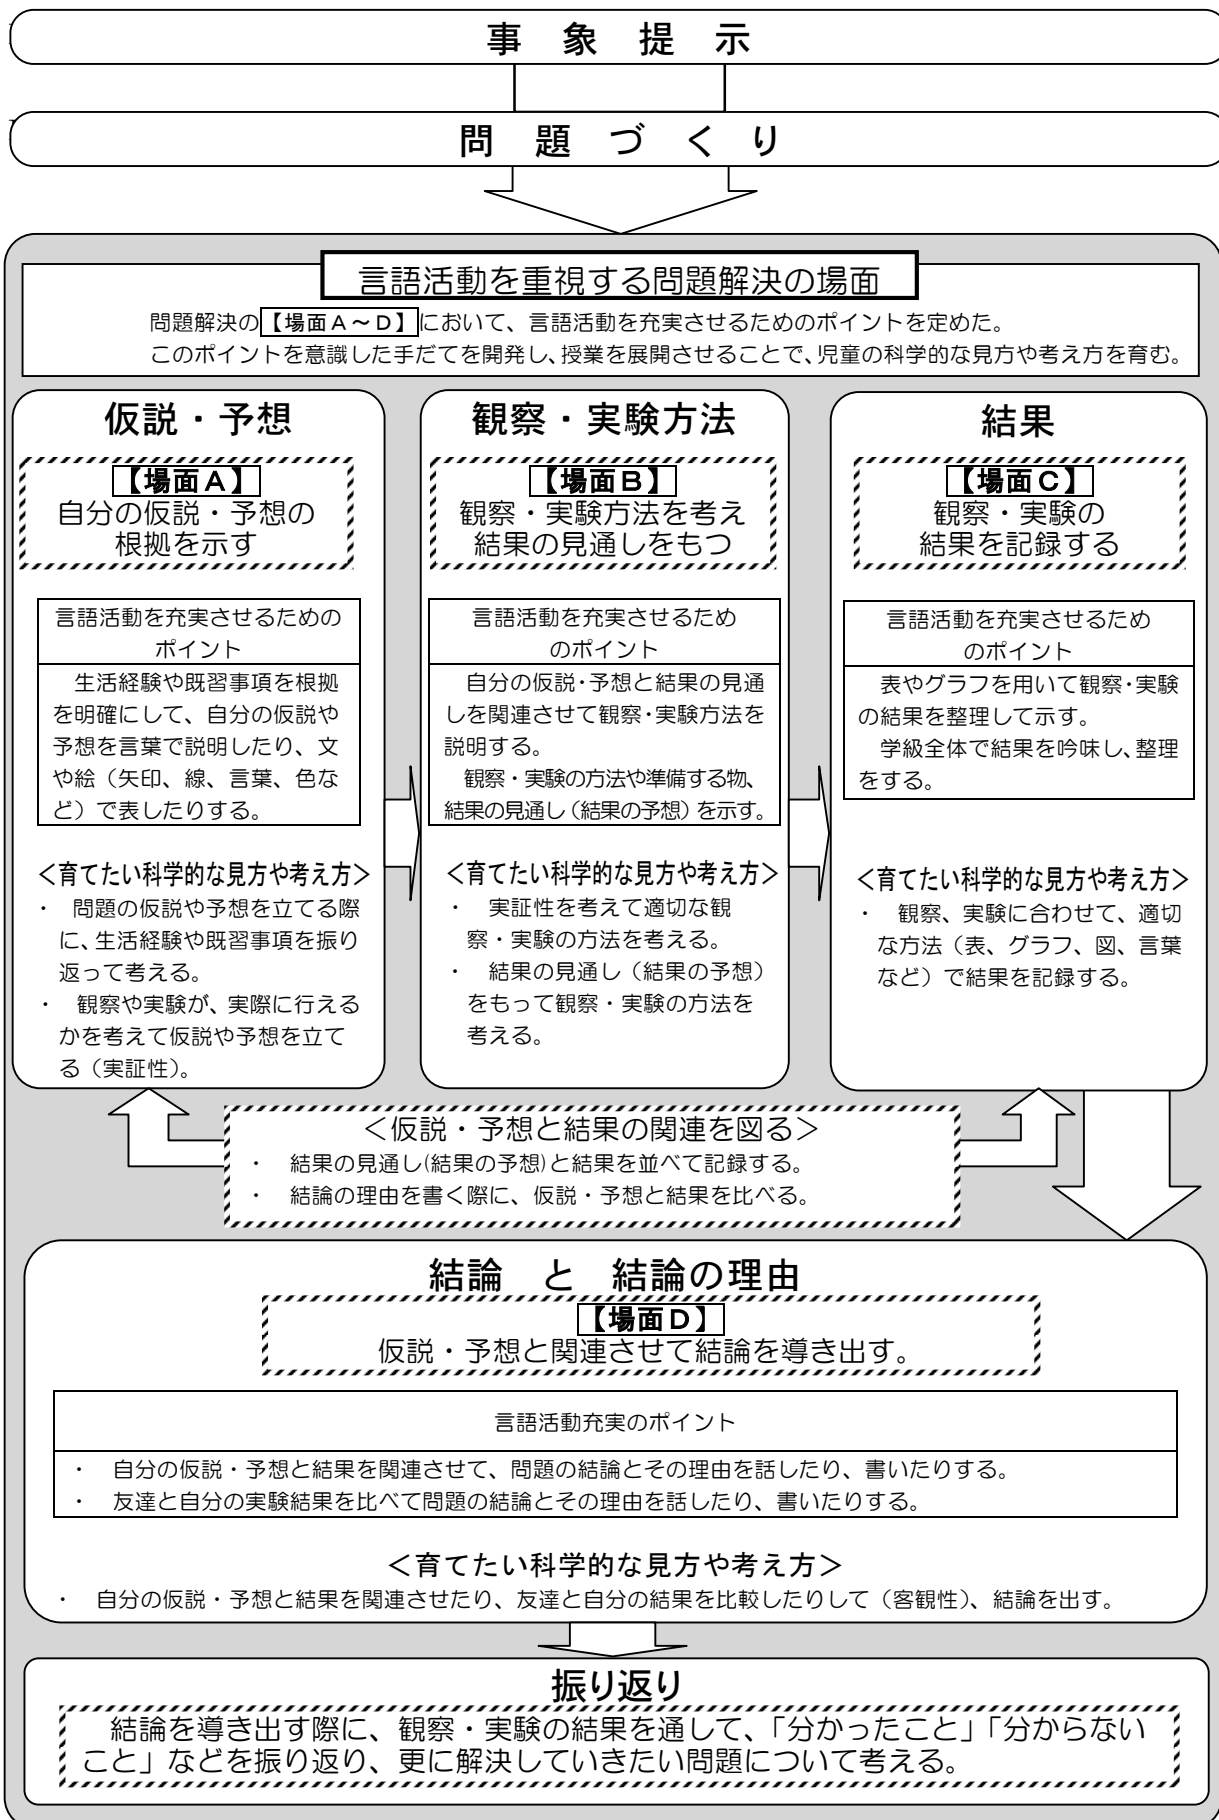 事 象 提 示
問 題 づ く り
言語活動を重視する問題解決の場面
問題解決の【場面A～D】において、言語活動を充実させるためのポイントを定めた。
このポイントを意識した手だてを開発し、授業を展開させることで、児童の科学的な見方や考え方を育む。
仮説・予想
【場面A】
自分の仮説・予想の
根拠を示す
言語活動を充実させるための
ポイント
生活経験や既習事項を根拠
を明確にして、自分の仮説や
予想を言葉で説明したり、文
や絵（矢印、線、言葉、色な
ど）で表したりする。
＜育てたい科学的な見方や考え方＞
・ 問題の仮説や予想を立てる際
に、生活経験や既習事項を振り
返って考える。
・ 観察や実験が、実際に行える
かを考えて仮説や予想を立て
る（実証性）。
観察・実験方法
【場面B】
観察・実験方法を考え
結果の見通しをもつ
言語活動を充実させるため
のポイント
自分の仮説・予想と結果の見通
しを関連させて観察・実験方法を
説明する。
観察・実験の方法や準備する物、
結果の見通し（結果の予想）を示す。
＜育てたい科学的な見方や考え方＞
・ 実証性を考えて適切な観
察・実験の方法を考える。
・ 結果の見通し（結果の予想）
をもって観察・実験の方法を
考える。
結果
【場面C】
観察・実験の
結果を記録する
言語活動を充実させるため
のポイント
表やグラフを用いて観察・実験
の結果を整理して示す。
学級全体で結果を吟味し、整理
をする。
＜育てたい科学的な見方や考え方＞
・ 観察、実験に合わせて、適切
な方法（表、グラフ、図、言葉
など）で結果を記録する。
＜仮説・予想と結果の関連を図る＞
・ 結果の見通し(結果の予想)と結果を並べて記録する。
・ 結論の理由を書く際に、仮説・予想と結果を比べる。
結論 と 結論の理由
【場面D】
仮説・予想と関連させて結論を導き出す。
言語活動充実のポイント
・ 自分の仮説・予想と結果を関連させて、問題の結論とその理由を話したり、書いたりする。
・ 友達と自分の実験結果を比べて問題の結論とその理由を話したり、書いたりする。
＜育てたい科学的な見方や考え方＞
・ 自分の仮説・予想と結果を関連させたり、友達と自分の結果を比較したりして（客観性）、結論を出す。
振り返り
結論を導き出す際に、観察・実験の結果を通して、「分かったこと」「分からない
こと」などを振り返り、更に解決していきたい問題について考える。